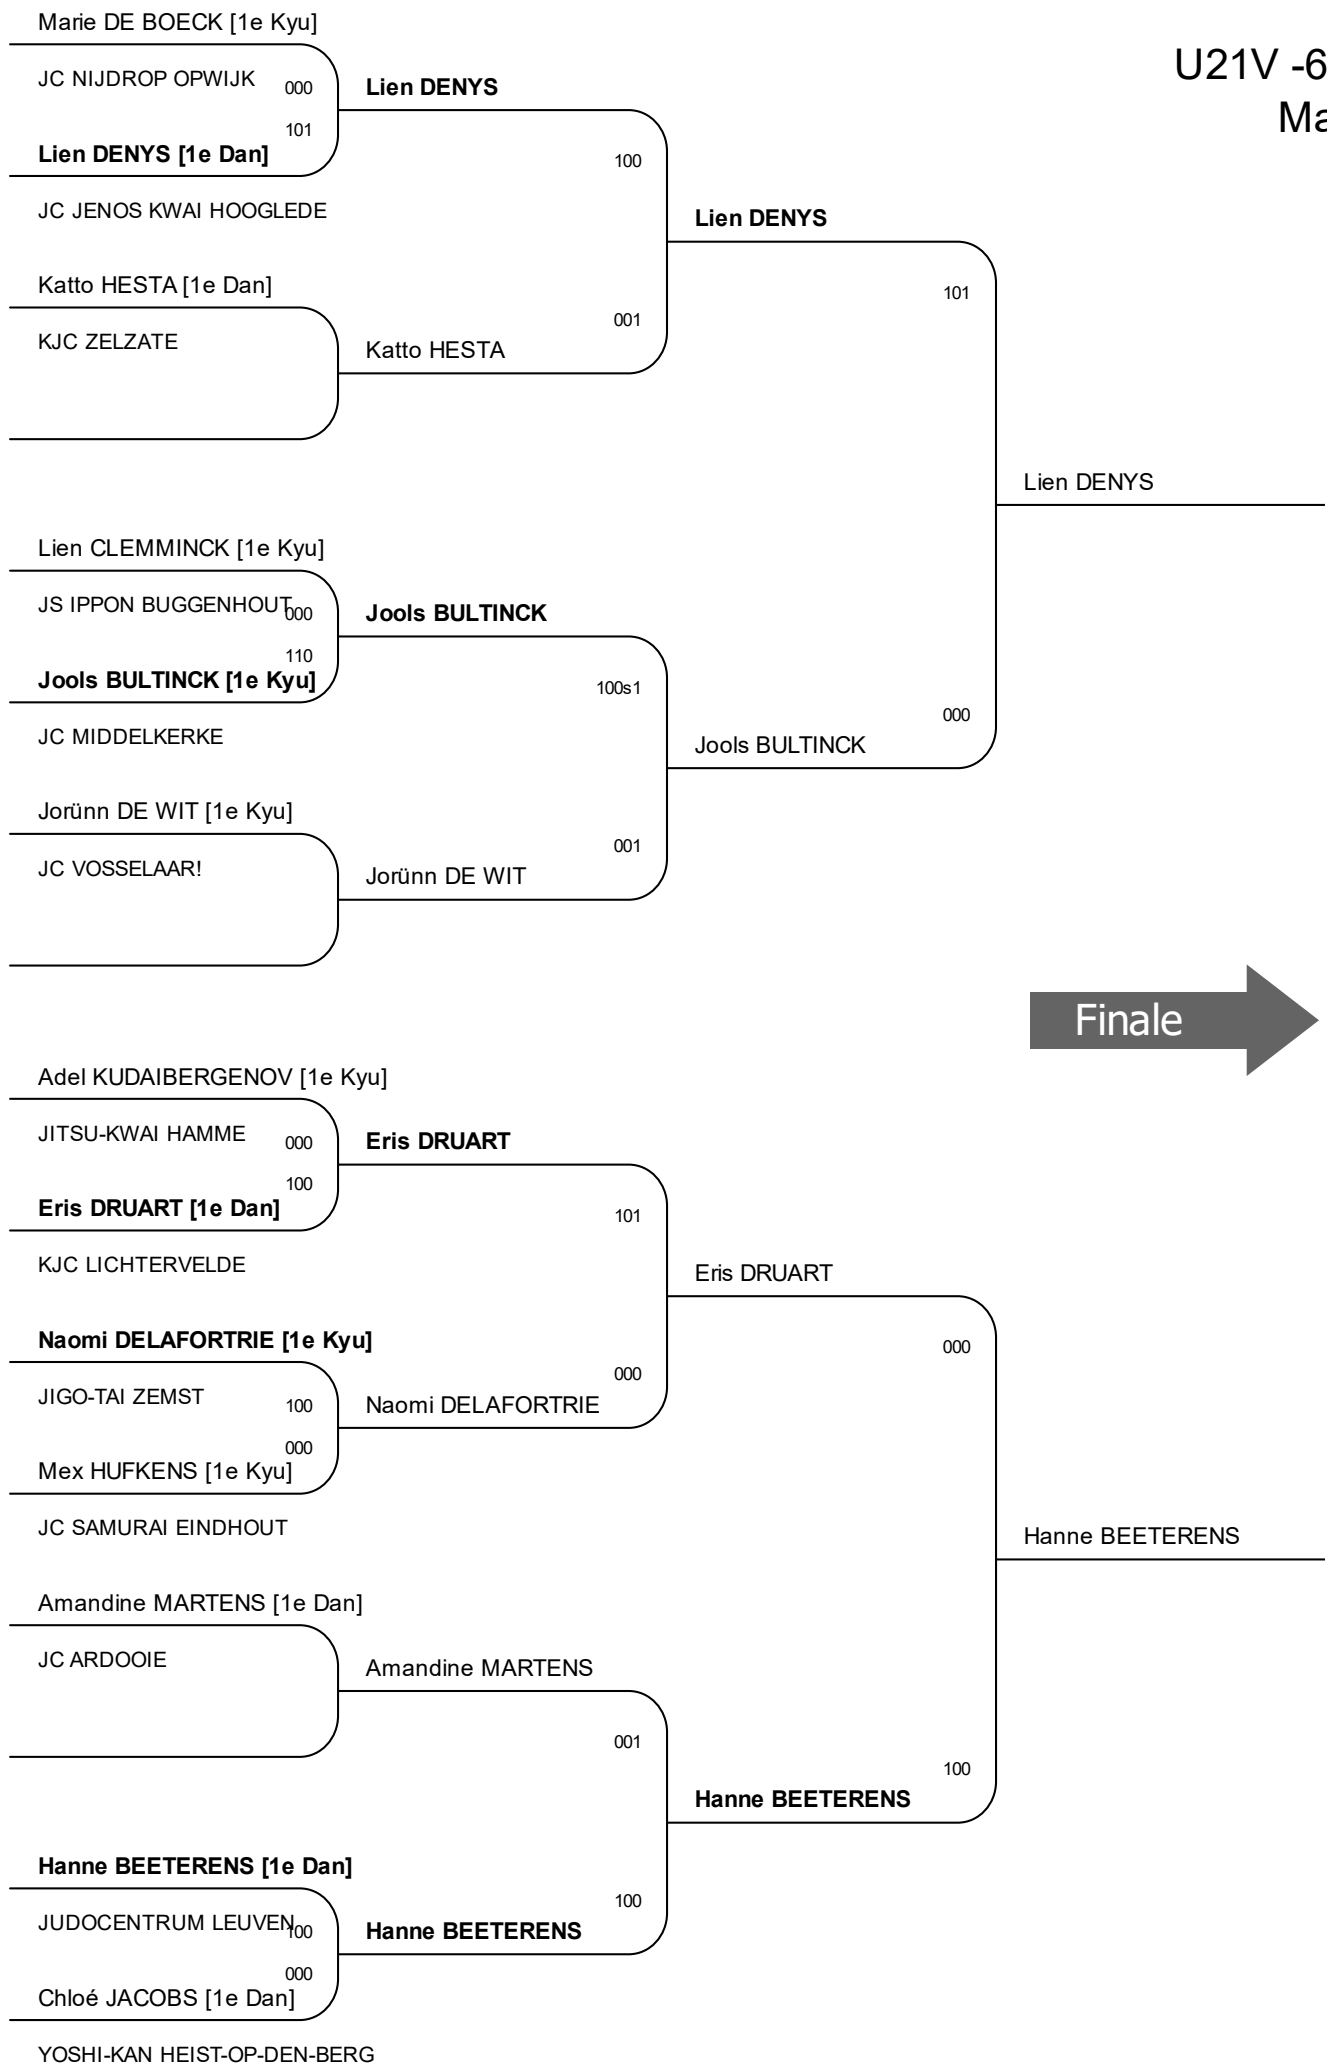 Marie DE BOECK [1e Kyu]
U21V -6
JC NIJDROP OPWIJK
000
Lien DENYS
Ma
101
Lien DENYS [1e Dan]
100
JC JENOS KWAI HOOGLEDE
Lien DENYS
Katto HESTA [1e Dan]
101
001
KJC ZELZATE
Katto HESTA
Lien DENYS
Lien CLEMMINCK [1e Kyu]
JS IPPON BUGGENHOUT
000
Jools BULTINCK
110
Jools BULTINCK [1e Kyu]
100s1
000
JC MIDDELKERKE
Jools BULTINCK
Jorünn DE WIT [1e Kyu]
001
JC VOSSELAAR!
Jorünn DE WIT
Finale
Adel KUDAIBERGENOV [1e Kyu]
JITSU-KWAI HAMME
000
Eris DRUART
100
Eris DRUART [1e Dan]
101
KJC LICHTERVELDE
Eris DRUART
Naomi DELAFORTRIE [1e Kyu]
000
000
JIGO-TAI ZEMST
100
Naomi DELAFORTRIE
000
Mex HUFKENS [1e Kyu]
JC SAMURAI EINDHOUT
Hanne BEETERENS
Amandine MARTENS [1e Dan]
JC ARDOOIE
Amandine MARTENS
001
100
Hanne BEETERENS
Hanne BEETERENS [1e Dan]
100
JUDOCENTRUM LEUVEN
100
Hanne BEETERENS
000
Chloé JACOBS [1e Dan]
YOSHI-KAN HEIST-OP-DEN-BERG